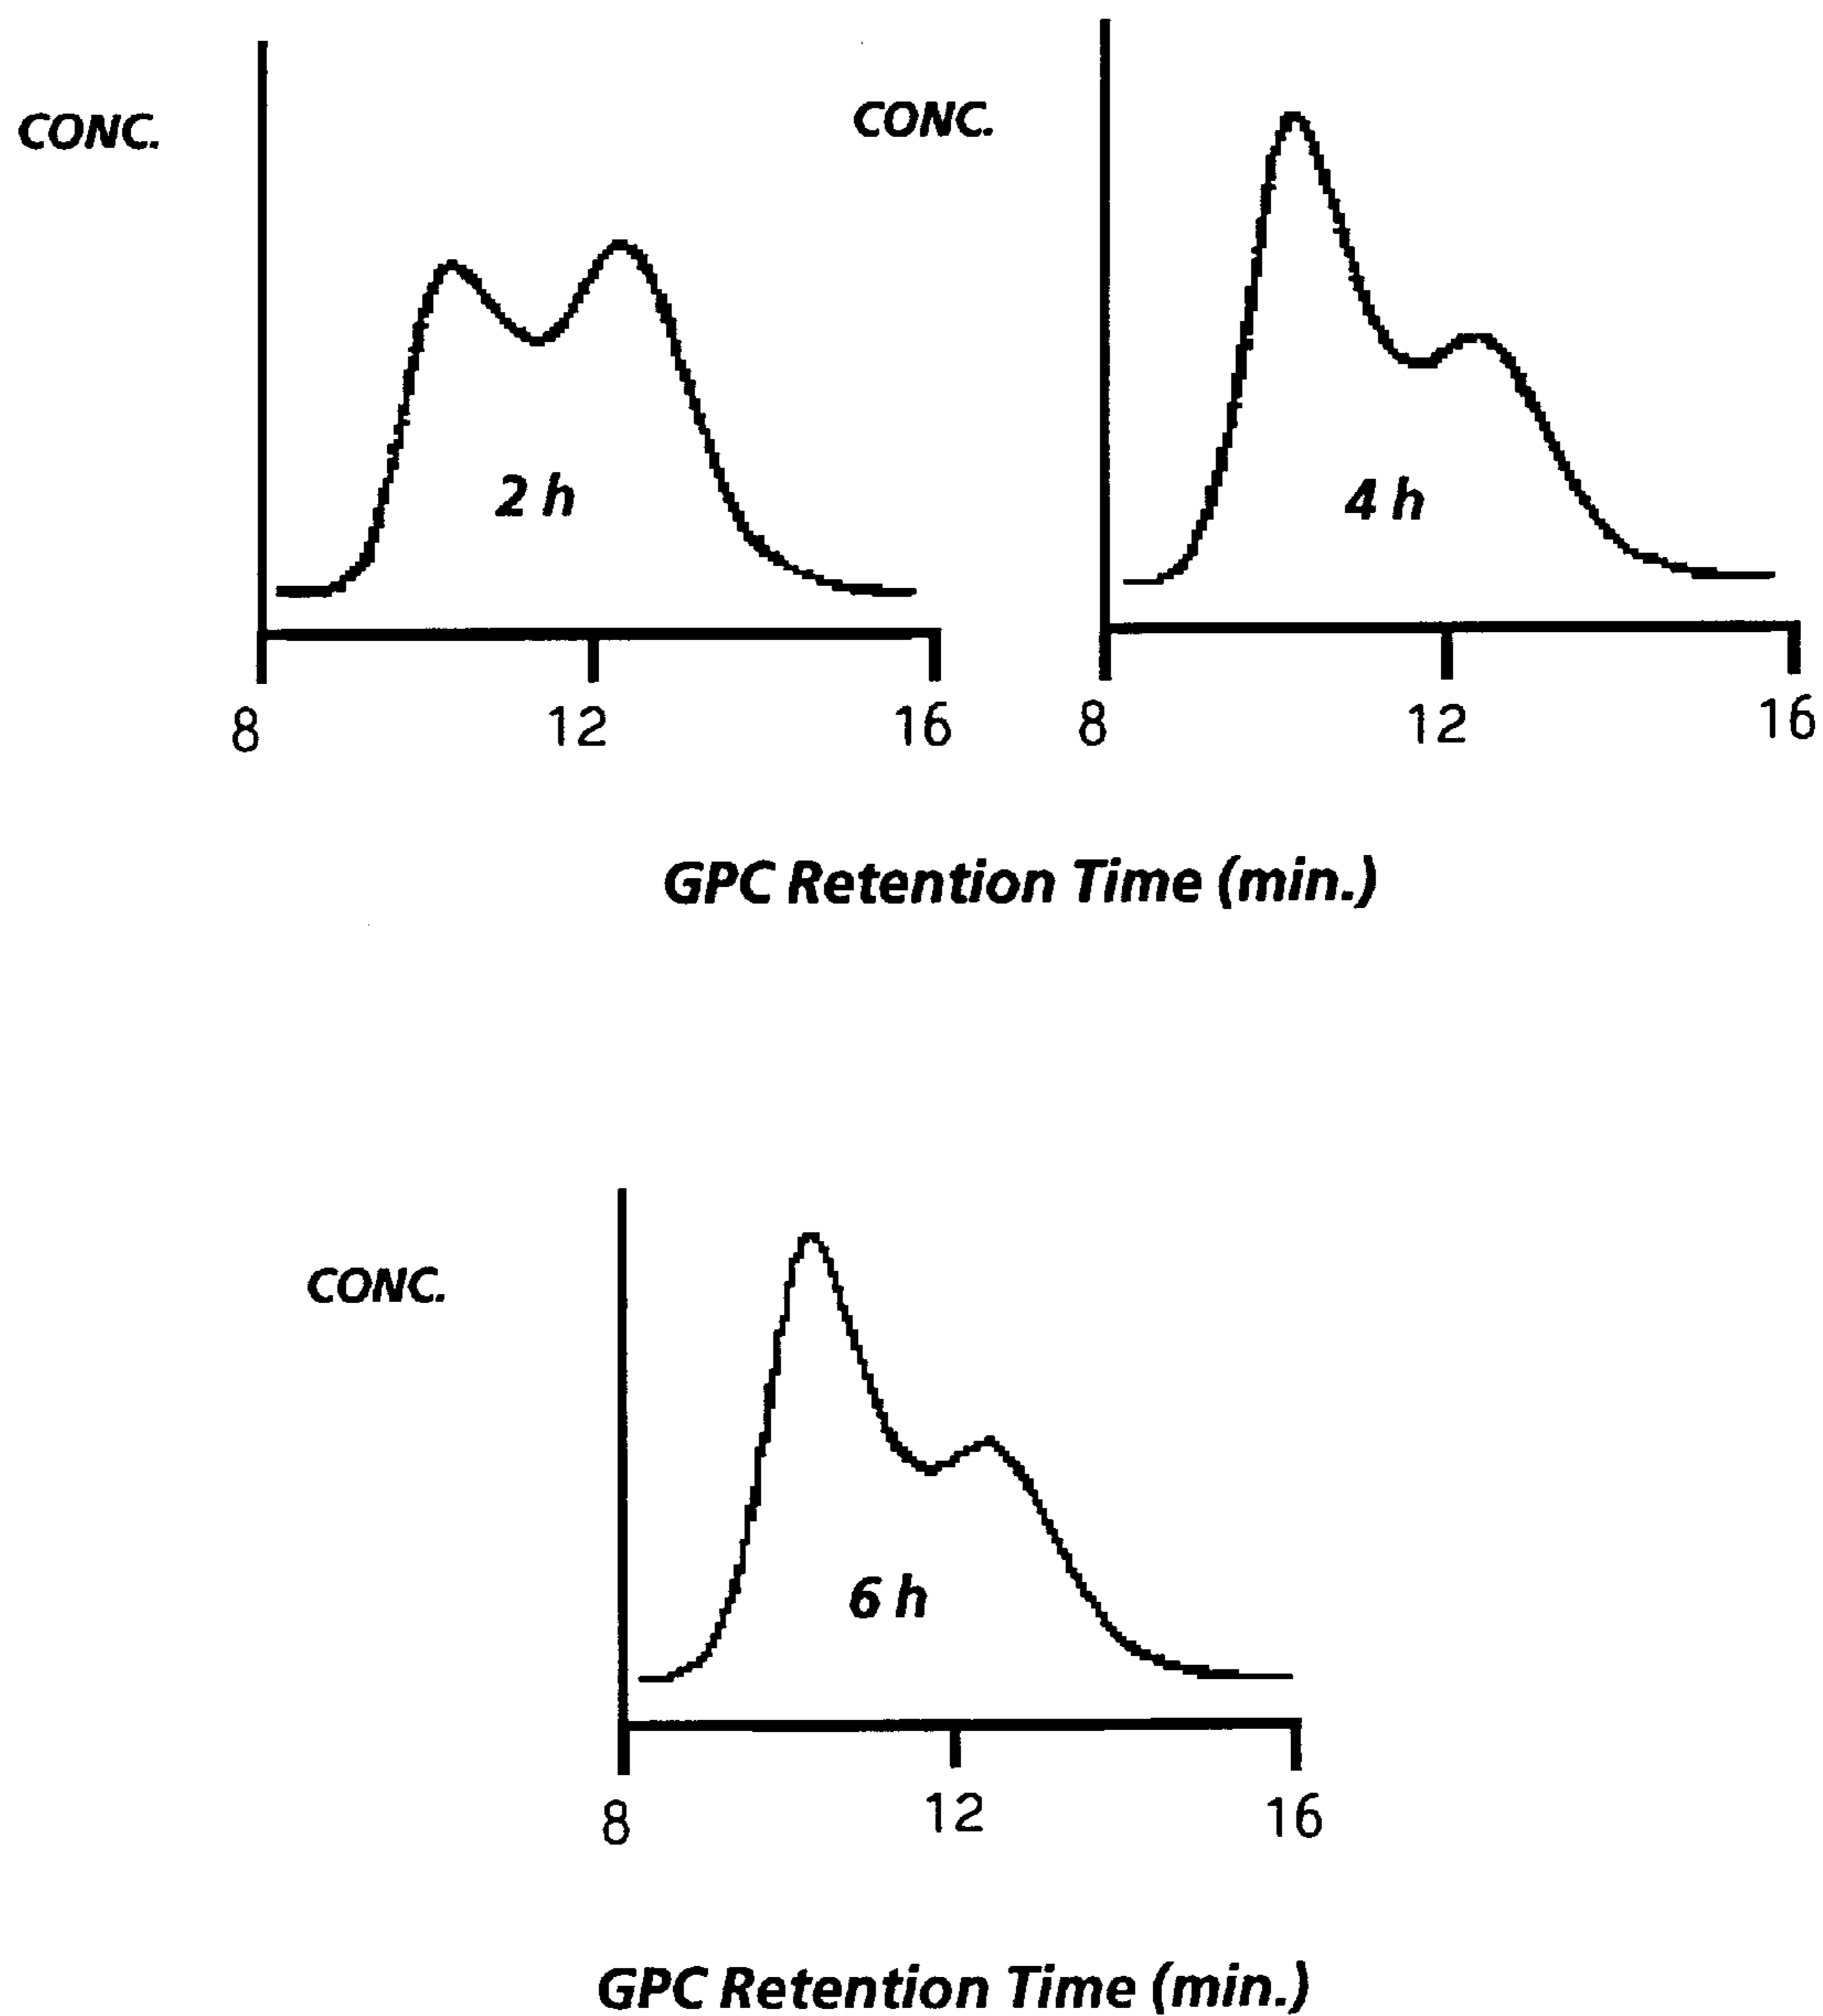 CONC.
CONC.
2 h
4 h
8 12 16
8 12 16
GPC Retention Time (min.)
CONC.
6 h
8 12 16
GPC Retention Time (min.)